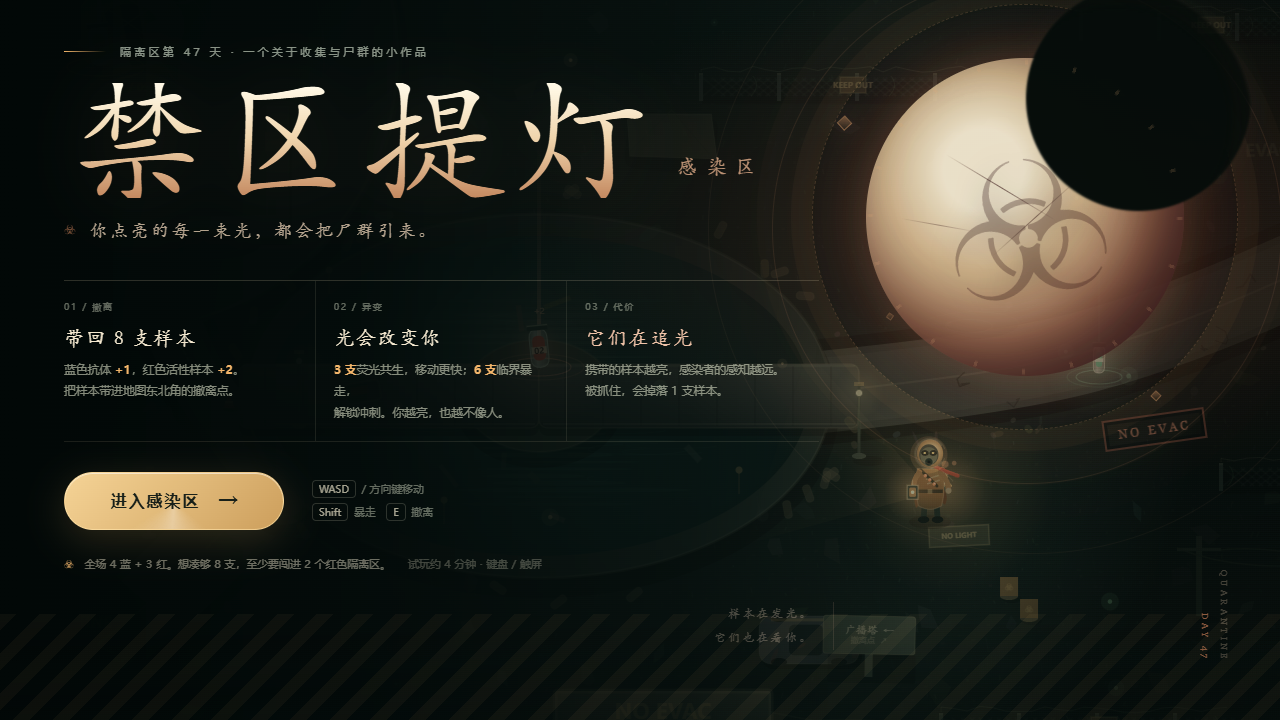 隔离区第 47 天 · 一个关于收集与尸群的小作品
禁区提灯
感染区
☣ 你点亮的每一束光，都会把尸群引来。
KEEP OUT
01 / 撤离
带回 8 支样本
蓝色抗体 +1，红色活性样本 +2。
把样本带进地图东北角的撤离点。
02 / 异变
光会改变你
3 支荧光共生，移动更快；6 支临界暴
走，
解锁冲刺。你越亮，也越不像人。
03 / 代价
它们在追光
携带的样本越亮，感染者的感知越远。
被抓住，会掉落 1 支样本。
NO EVAC
进入感染区 →
WASD / 方向键移动
Shift 暴走 E 撤离
NO LIGHT
☣ 全场 4 蓝 + 3 红。想凑够 8 支，至少要闯进 2 个红色隔离区。 试玩约 4 分钟 · 键盘 / 触屏
样本在发光。
它们也在看你。
广播塔 ←
QUARANTINE
DAY 47
NO EVAC